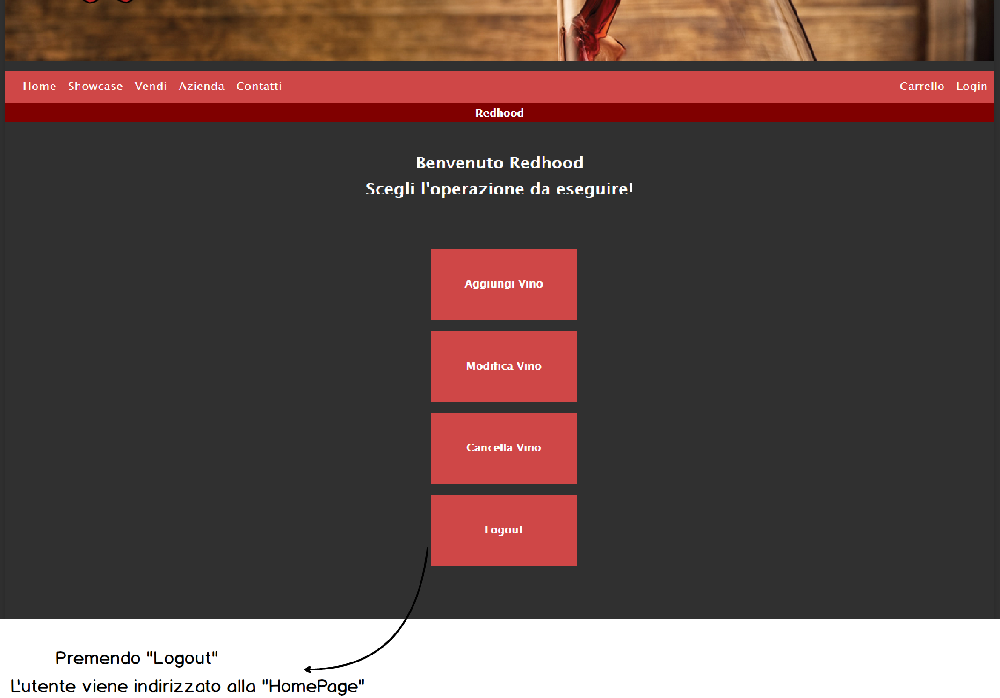 Home Showcase Vendi Azienda Contatti Carrello Login
Redhood
Benvenuto Redhood
Scegli l'operazione da eseguire!
Aggiungi Vino
Modifica Vino
Cancella Vino
Logout
Premendo "Logout"
L'utente viene indirizzato alla "HomePage"